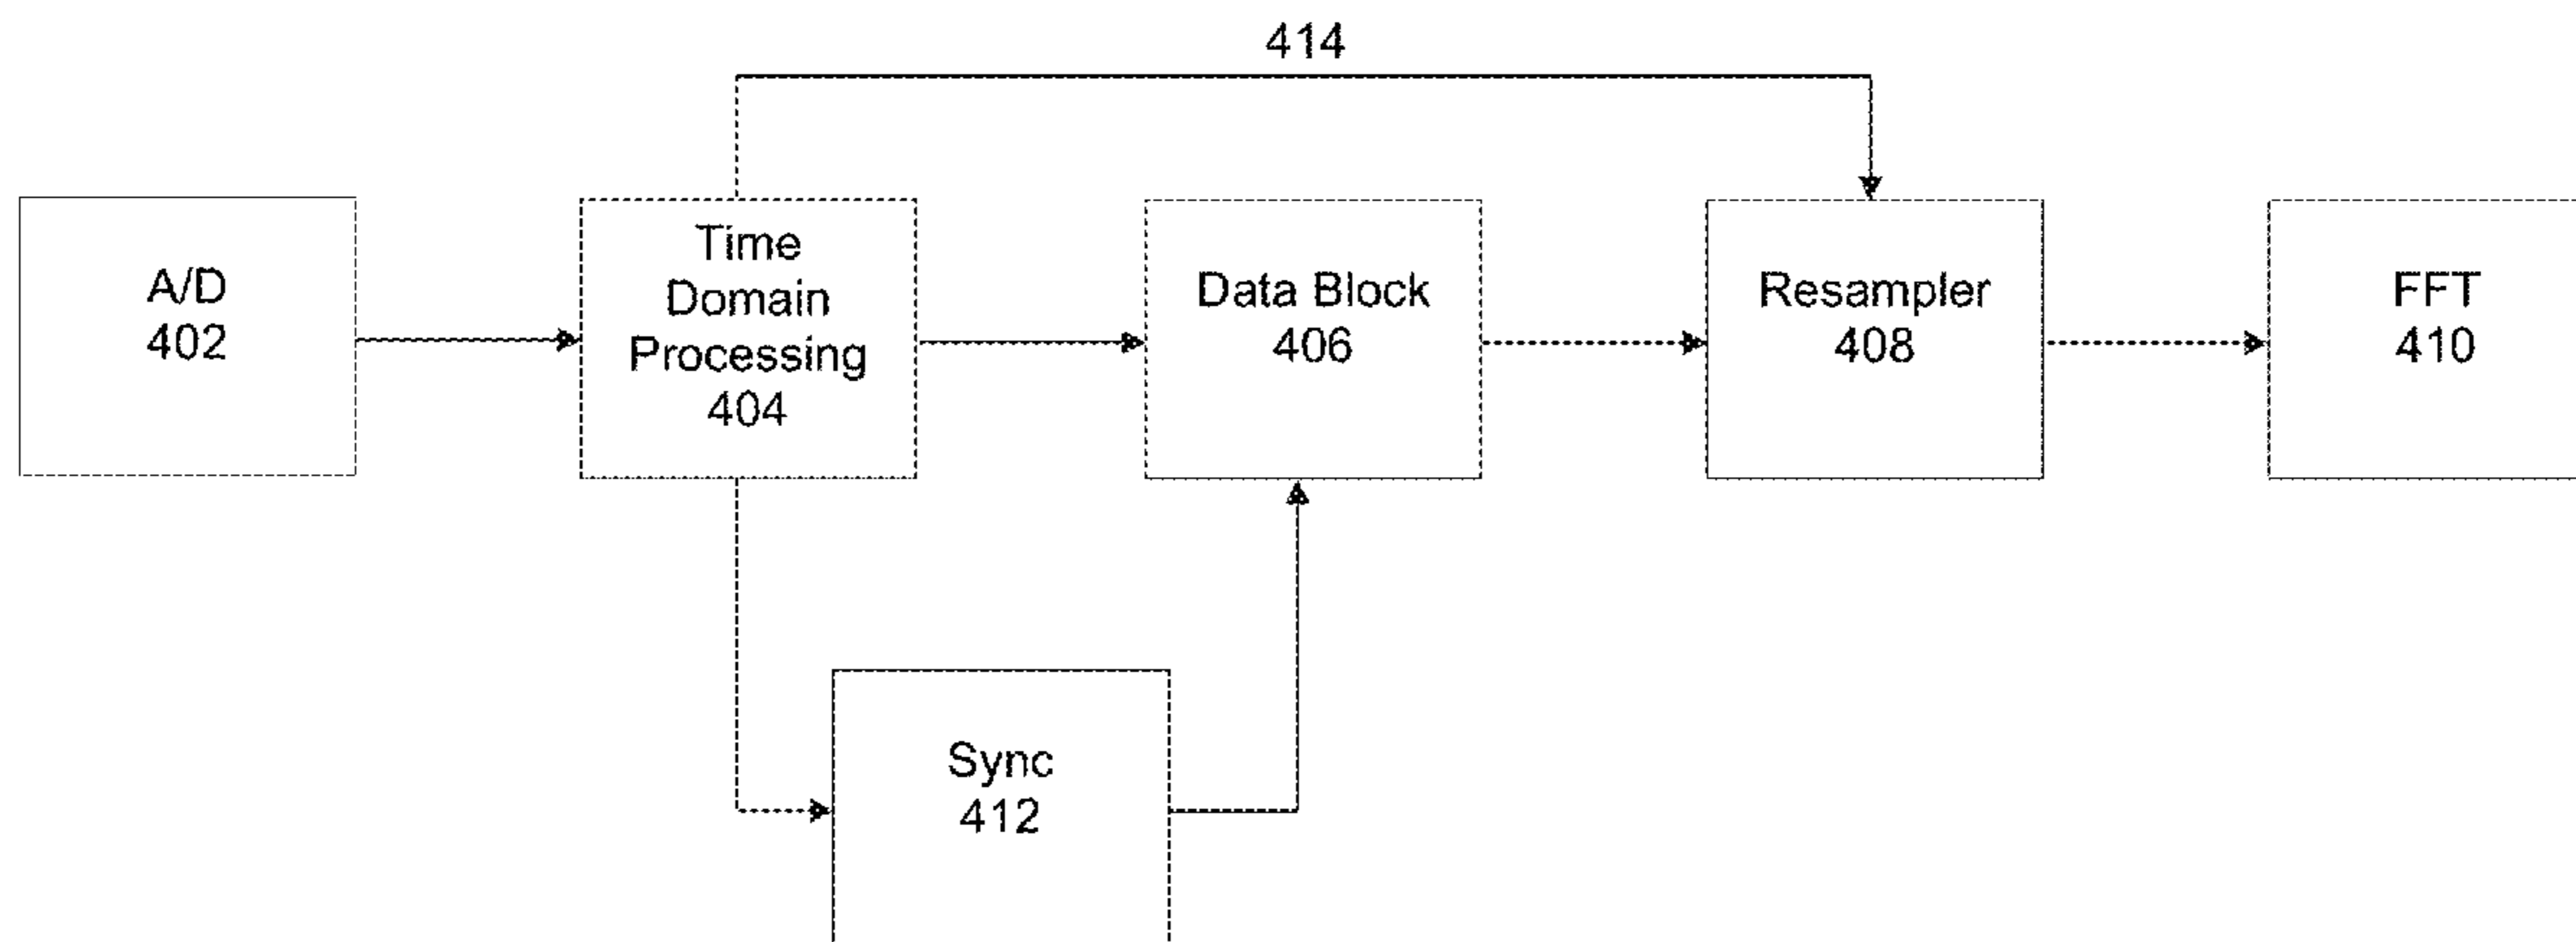 414
A/D
402
Time
Domain
Processing
404
Data Block
406
Resampler
408
FFT
410
Sync
412